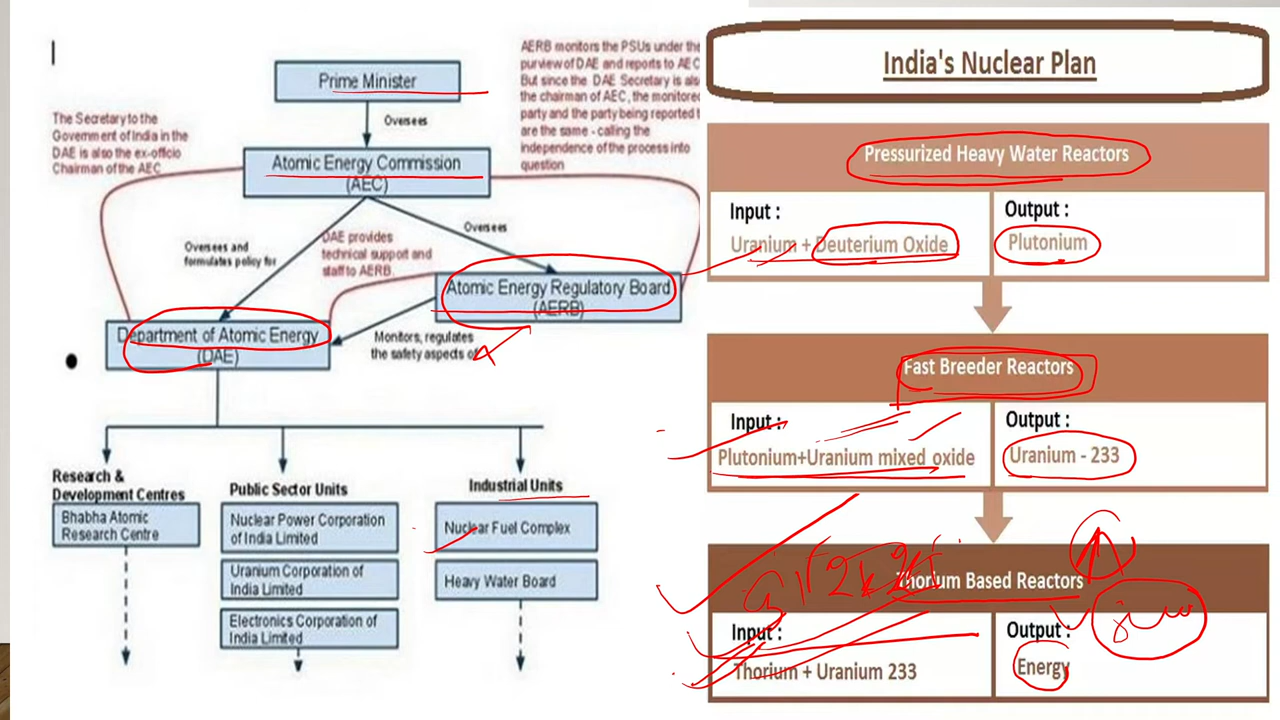 The Secretary to the
Government of India in the
DAE is also the ex-officio
Chairman of the AEC
Prime Minister
Oversees
Atomic Energy Commission
(AEC)
AERB monitors the PSUs under the
purview of DAE and reports to AEC
But since the DAE Secretary is als
the chairman of AEC, the monitored
party and the party being reported t
are the same - calling the
independence of the process into
question
Oversees and
formulates policy for
DAE provides
technical support and
staff to AERB.
Oversees
Atomic Energy Regulatory Board
(AERB)
Department of Atomic Energy
(DAE)
Monitors, regulates
the safety aspects of
Research &
Development Centres
Bhabha Atomic
Research Centre
Public Sector Units
Nuclear Power Corporation
of India Limited
Uranium Corporation of
India Limited
Electronics Corporation of
India Limited
Industrial Units
Nuclear Fuel Complex
Heavy Water Board
India's Nuclear Plan
Pressurized Heavy Water Reactors
Input :
Uranium + Deuterium Oxide
Output :
Plutonium
Fast Breeder Reactors
Input :
Plutonium+Uranium mixed oxide
Output :
Uranium - 233
Thorium Based Reactors
Input :
Thorium + Uranium 233
Output :
Energy